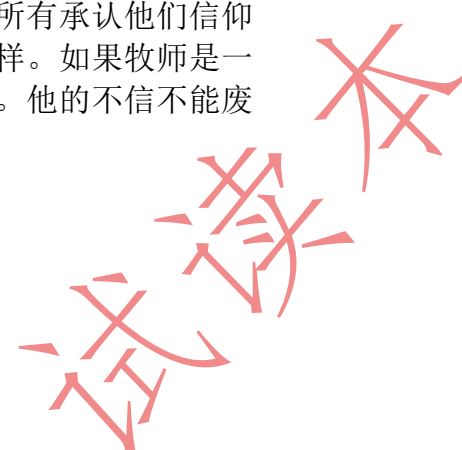 所有承认他们信仰
样。如果牧师是一
。他的不信不能废
试读本